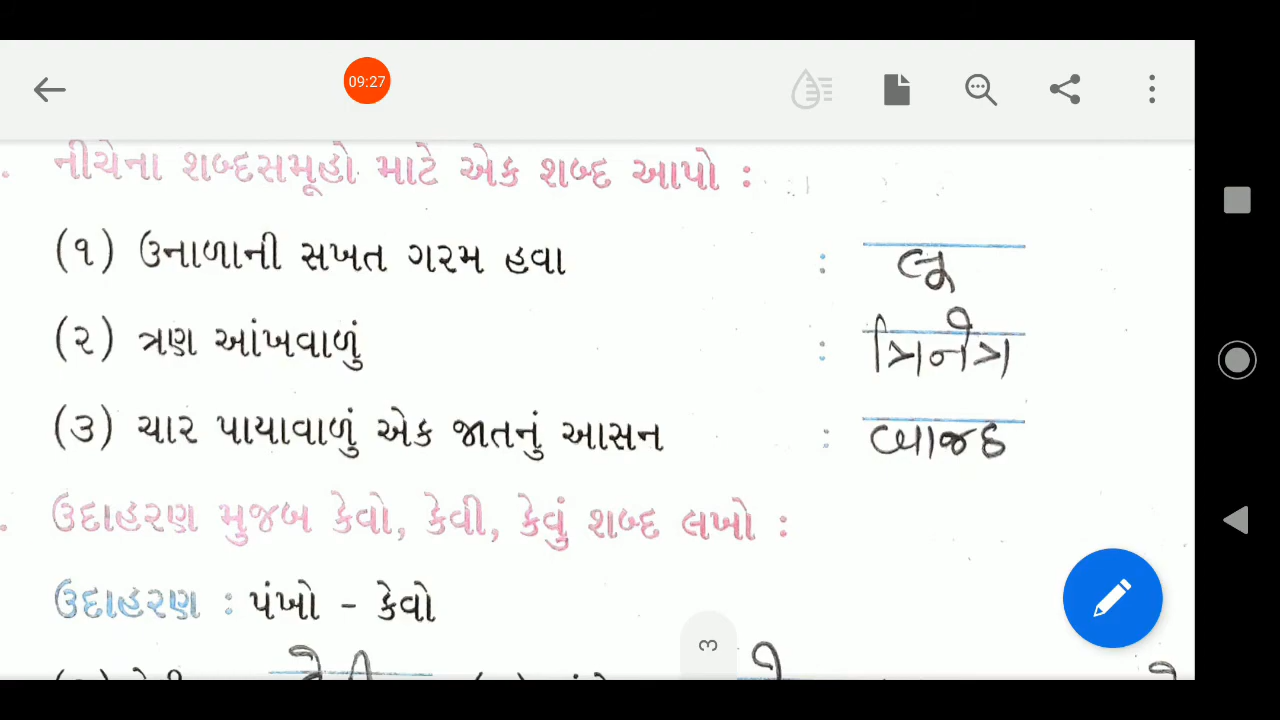 09:27
નીચેના શબ્દસમૂહો માટે એક શબ્દ આપો :
(૧) ઉનાળાની સખત ગરમ હવા : લૂ
(૨) ત્રણ આંખવાળું : ત્રિનેત્ર
(૩) ચાર પાયાવાળું એક જાતનું આસન : બાજઠ
ઉદાહરણ મુજબ કેવો, કેવી, કેવું શબ્દ લખો :
ઉદાહરણ : પંખો - કેવો
3